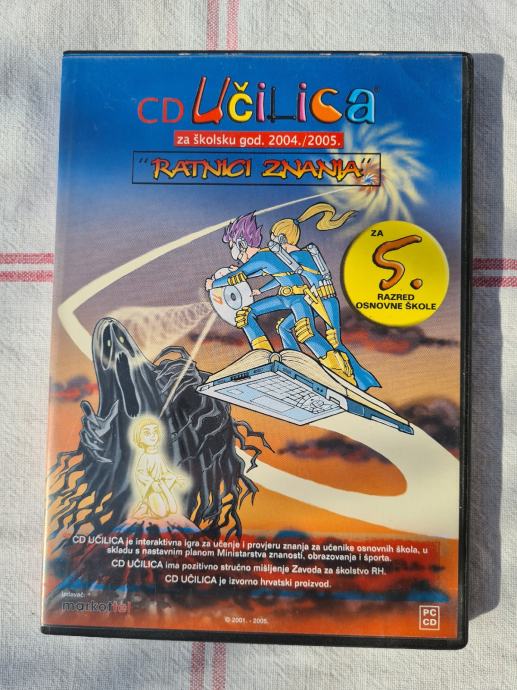 CD UčiLica®
za školsku god. 2004./2005.
"RATNICI ZNANJA"
ZA
5.
RAZRED
OSNOVNE ŠKOLE
CD UČILICA je interaktivna igra za učenje i provjeru znanja za učenike osnovnih škola, u
skladu s nastavnim planom Ministarstva znanosti, obrazovanja i športa.
CD UČILICA ima pozitivno stručno mišljenje Zavoda za školstvo RH.
CD UČILICA je izvorno hrvatski proizvod.
Izdavač:
markottel
© 2001. - 2005.
PC
CD